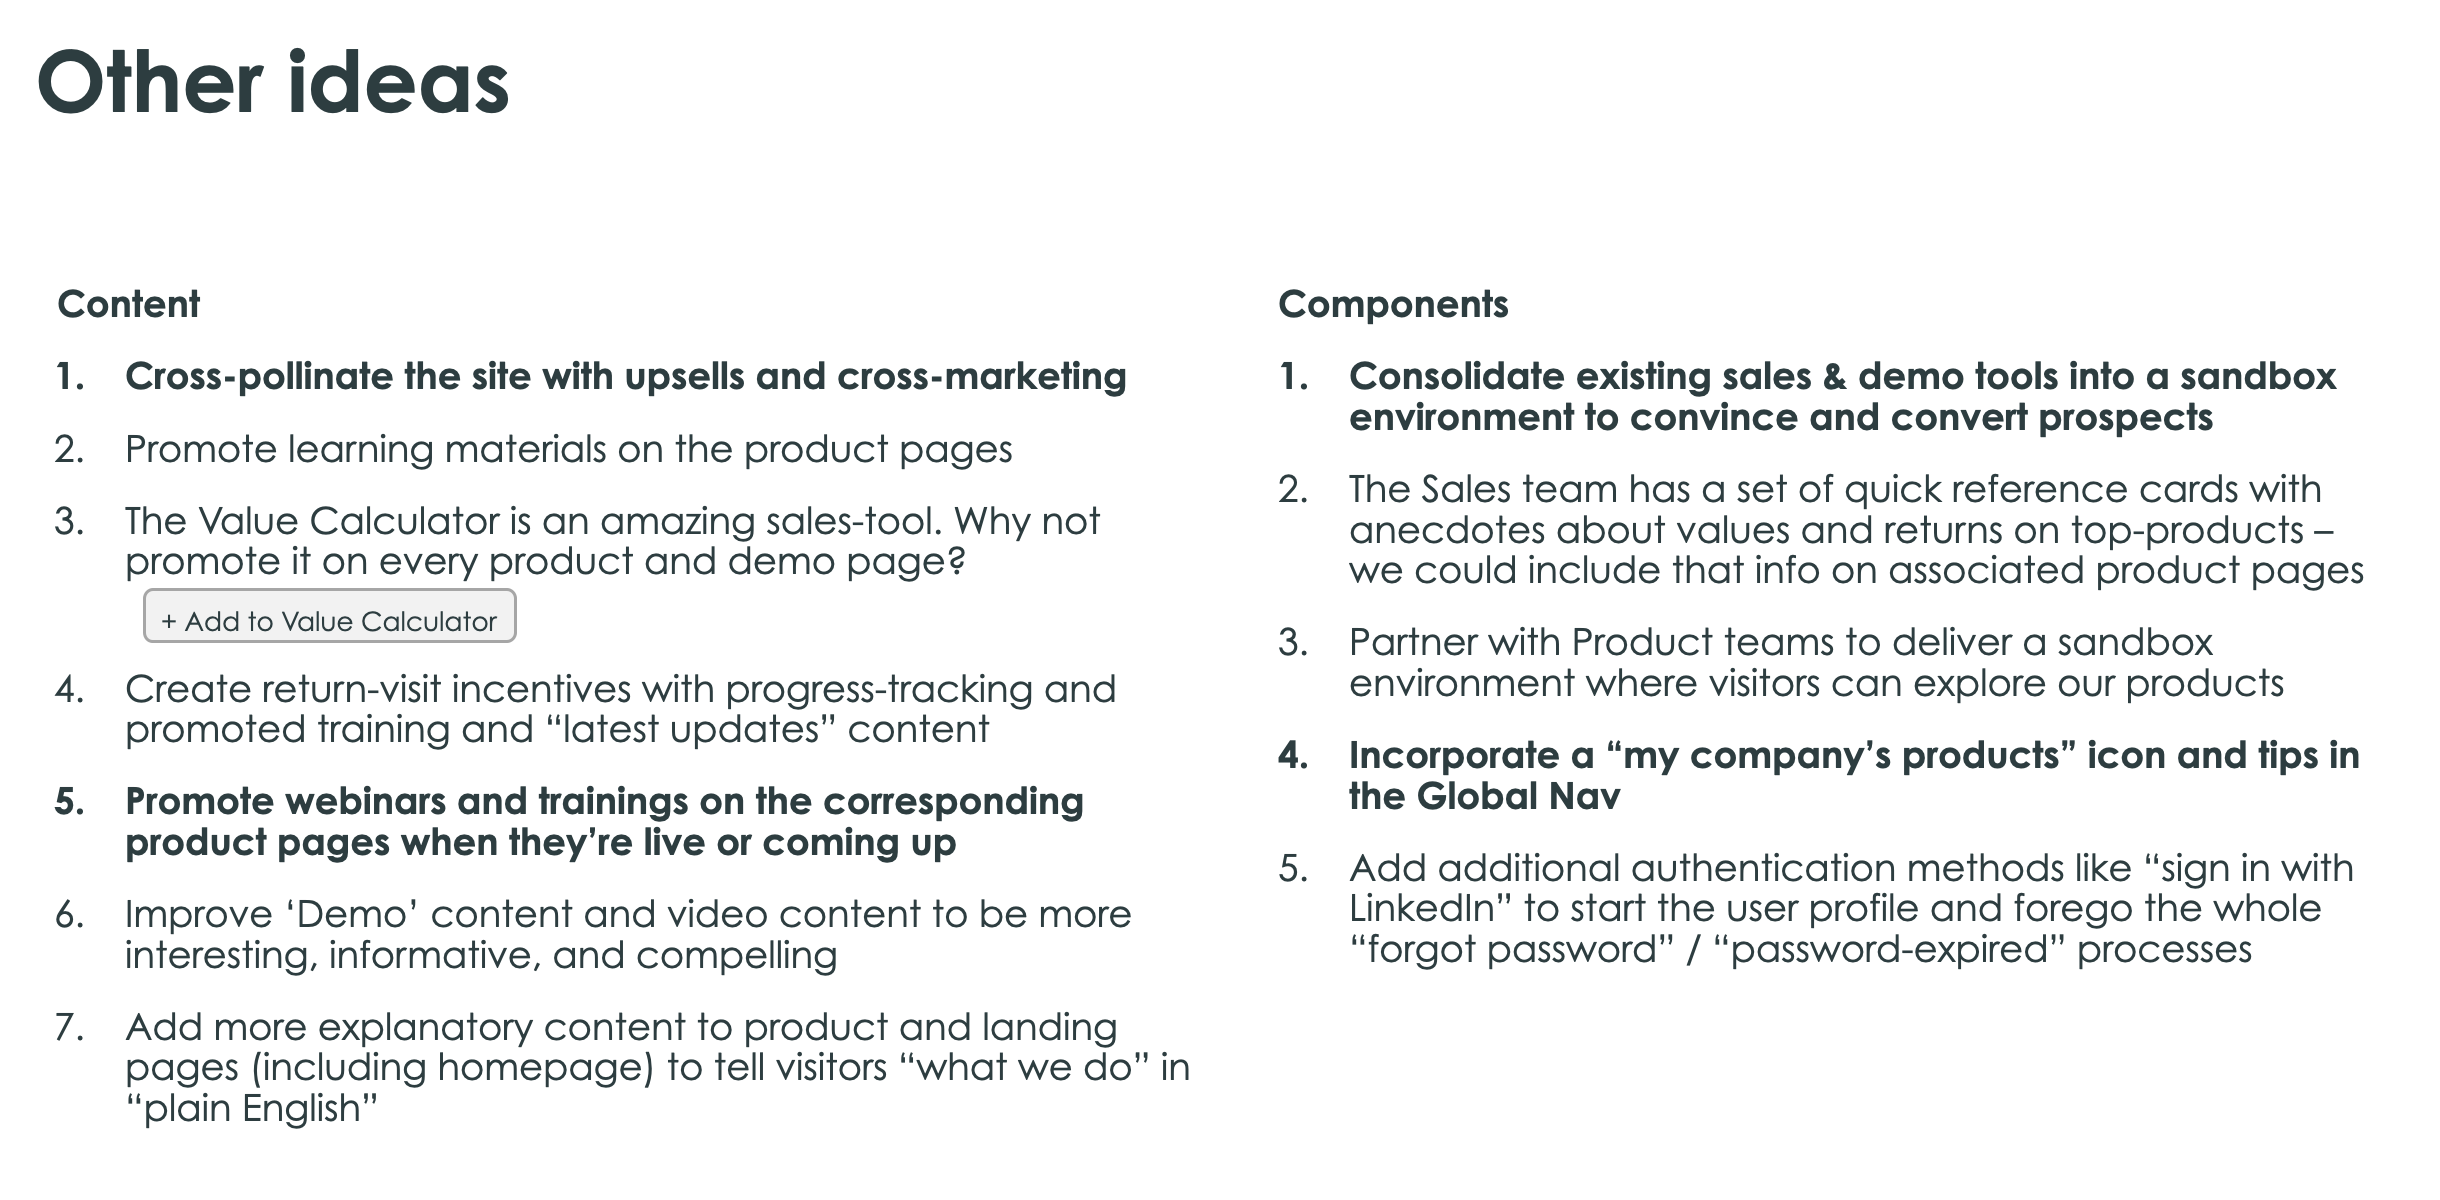 Other ideas
Content
1. Cross-pollinate the site with upsells and cross-marketing
2. Promote learning materials on the product pages
3. The Value Calculator is an amazing sales-tool. Why not
promote it on every product and demo page?
+ Add to Value Calculator
4. Create return-visit incentives with progress-tracking and
promoted training and “latest updates” content
5. Promote webinars and trainings on the corresponding
product pages when they’re live or coming up
6. Improve ‘Demo’ content and video content to be more
interesting, informative, and compelling
7. Add more explanatory content to product and landing
pages (including homepage) to tell visitors “what we do” in
“plain English”
Components
1. Consolidate existing sales & demo tools into a sandbox
environment to convince and convert prospects
2. The Sales team has a set of quick reference cards with
anecdotes about values and returns on top-products –
we could include that info on associated product pages
3. Partner with Product teams to deliver a sandbox
environment where visitors can explore our products
4. Incorporate a “my company’s products” icon and tips in
the Global Nav
5. Add additional authentication methods like “sign in with
LinkedIn” to start the user profile and forego the whole
“forgot password” / “password-expired” processes